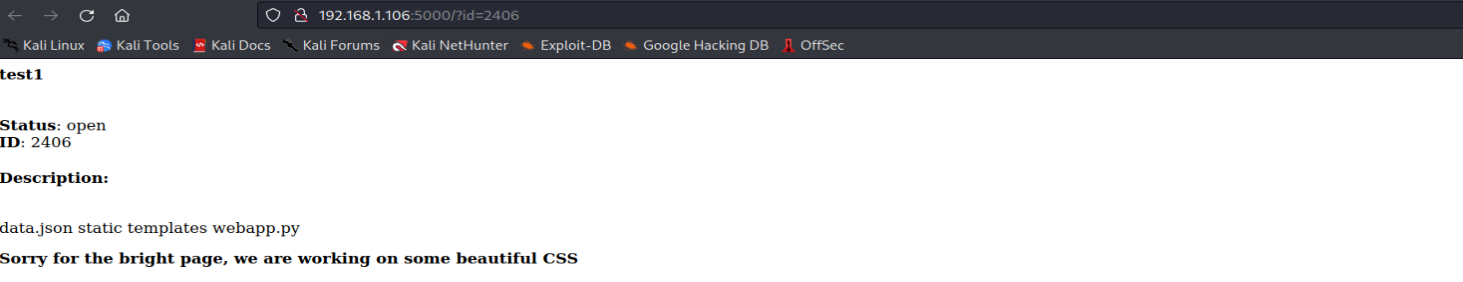 192.168.1.106:5000/?id=2406
Kali Linux Kali Tools Kali Docs Kali Forums Kali NetHunter Exploit-DB Google Hacking DB OffSec
test1
Status: open
ID: 2406
Description:
data.json static templates webapp.py
Sorry for the bright page, we are working on some beautiful CSS